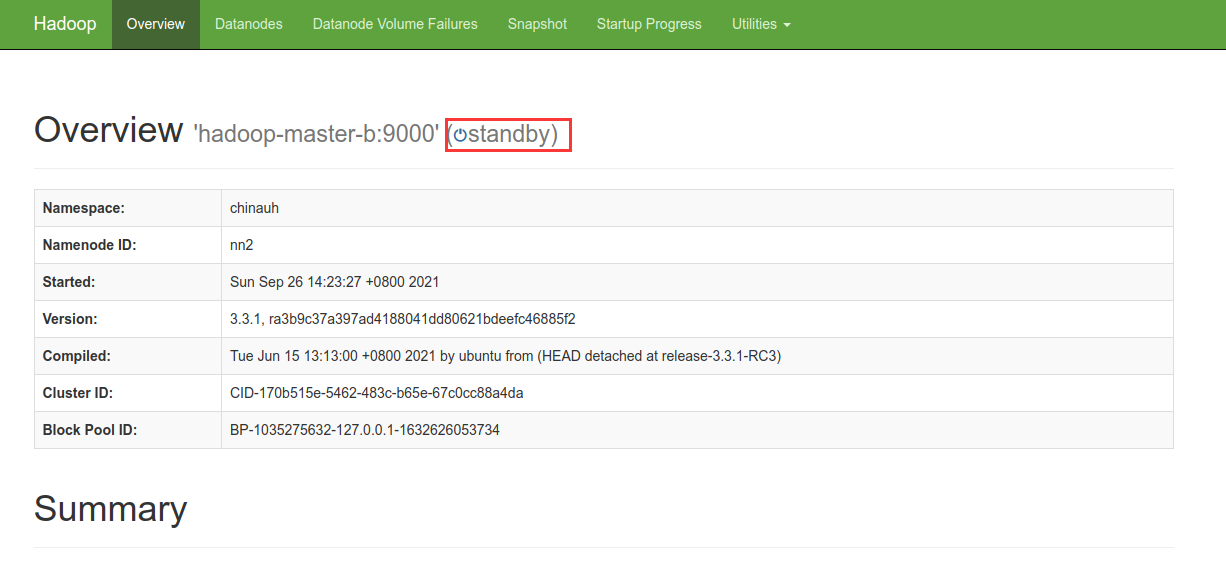 Hadoop Overview Datanodes Datanode Volume Failures Snapshot Startup Progress Utilities
Overview 'hadoop-master-b:9000' (standby)
Namespace: chinauh
Namenode ID: nn2
Started: Sun Sep 26 14:23:27 +0800 2021
Version: 3.3.1, ra3b9c37a397ad4188041dd80621bdeefc46885f2
Compiled: Tue Jun 15 13:13:00 +0800 2021 by ubuntu from (HEAD detached at release-3.3.1-RC3)
Cluster ID: CID-170b515e-5462-483c-b65e-67c0cc88a4da
Block Pool ID: BP-1035275632-127.0.0.1-1632626053734
Summary